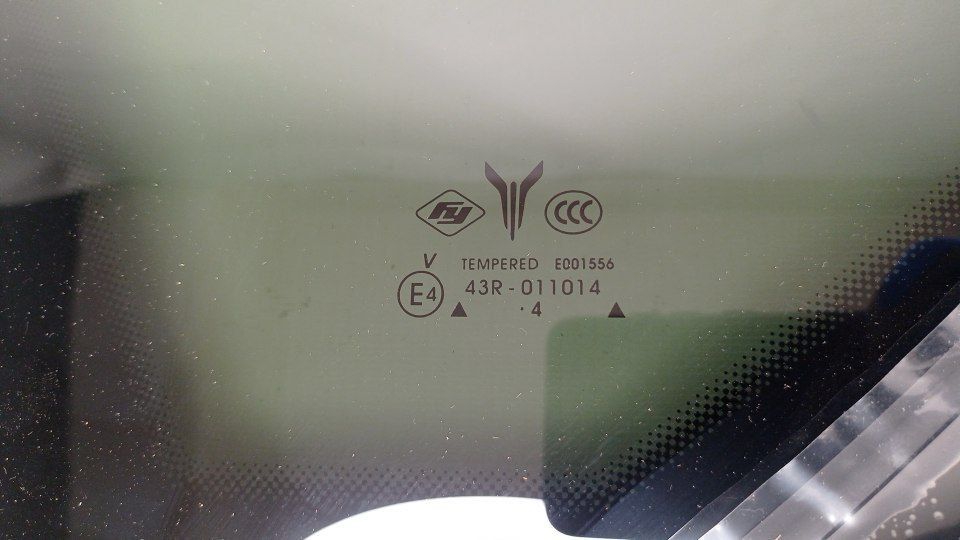 fy CCC
V TEMPERED E001556
E4 43R - 011014
· 4